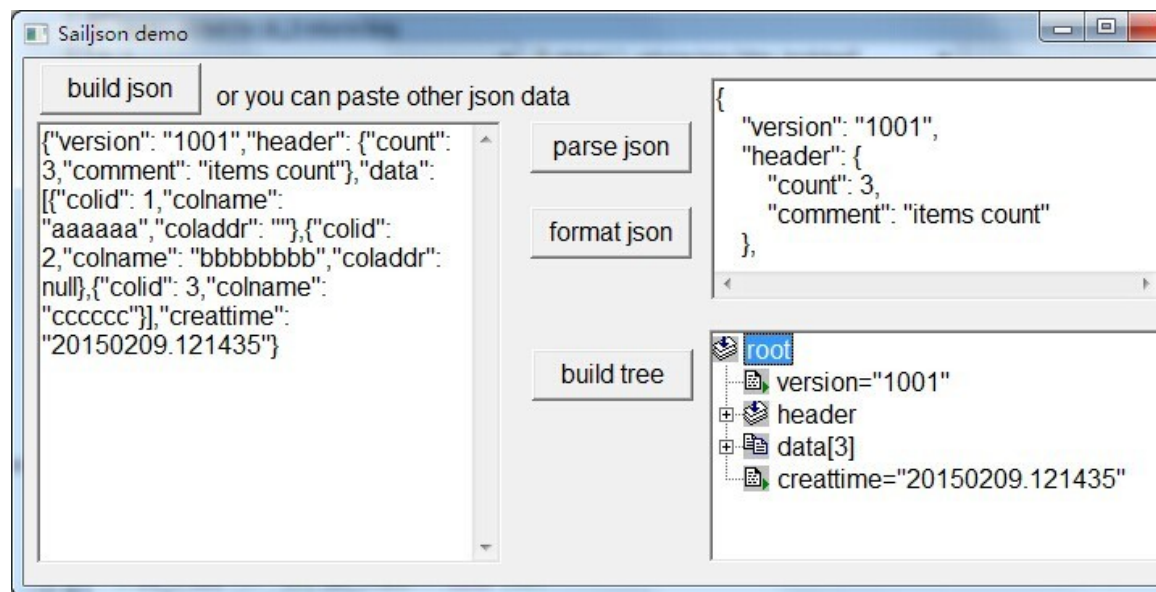 Sailjson demo
build json
or you can paste other json data
{"version": "1001","header": {"count":
3,"comment": "items count"},"data":
[{"colid": 1,"colname":
"aaaaaa","coladdr": ""},{"colid":
2,"colname": "bbbbbbbbb","coladdr":
null},{"colid": 3,"colname":
"cccccc"}],"creattime":
"20150209.121435"}
parse json
format json
build tree
{
"version": "1001",
"header": {
"count": 3,
"comment": "items count"
},
root
version="1001"
header
data[3]
creattime="20150209.121435"